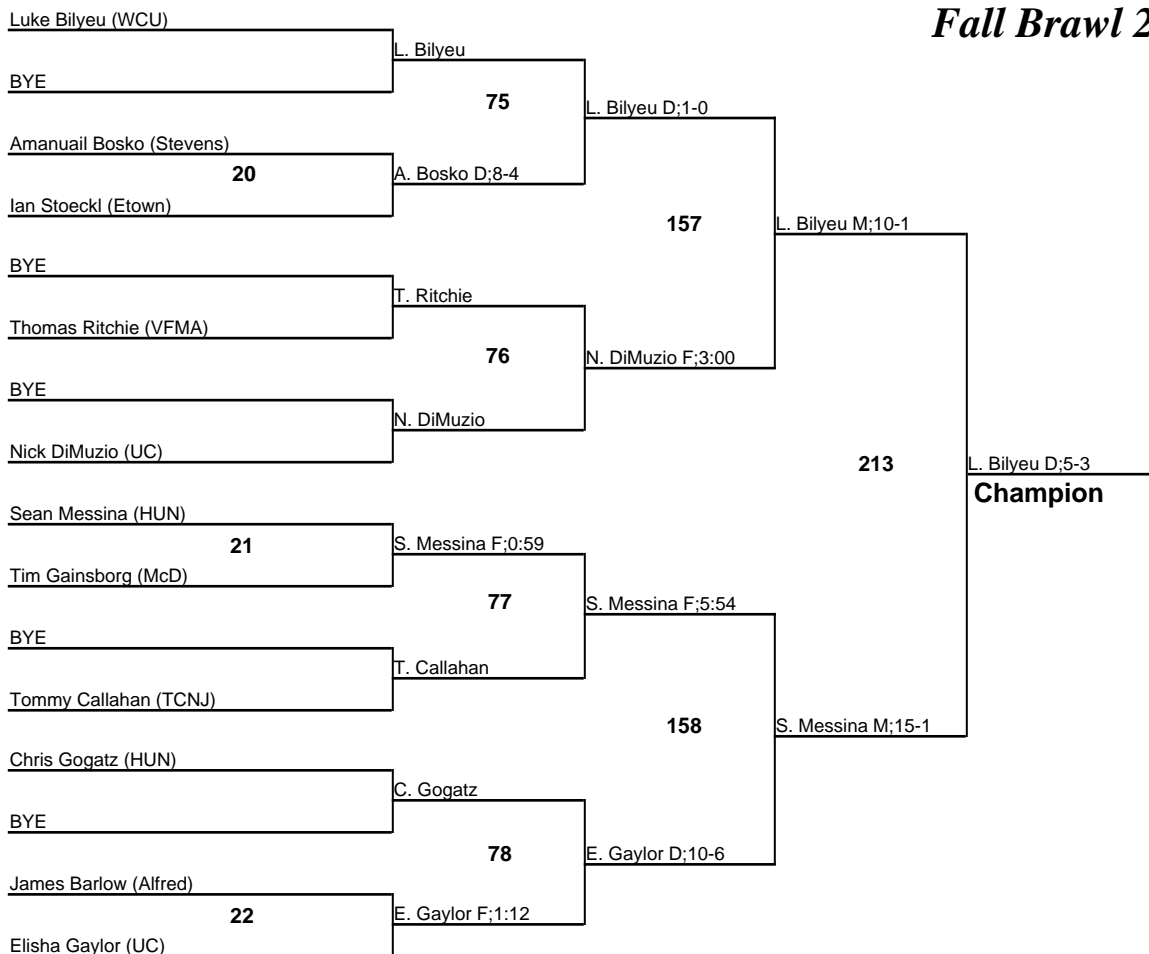 Fall Brawl 2
Luke Bilyeu (WCU)
L. Bilyeu
BYE
75
L. Bilyeu D;1-0
Amanuail Bosko (Stevens)
20
A. Bosko D;8-4
Ian Stoeckl (Etown)
157
L. Bilyeu M;10-1
BYE
T. Ritchie
Thomas Ritchie (VFMA)
76
N. DiMuzio F;3:00
BYE
N. DiMuzio
Nick DiMuzio (UC)
213
L. Bilyeu D;5-3
Champion
Sean Messina (HUN)
21
S. Messina F;0:59
Tim Gainsborg (McD)
77
S. Messina F;5:54
BYE
T. Callahan
Tommy Callahan (TCNJ)
158
S. Messina M;15-1
Chris Gogatz (HUN)
C. Gogatz
BYE
78
E. Gaylor D;10-6
James Barlow (Alfred)
22
E. Gaylor F;1:12
Elisha Gaylor (UC)